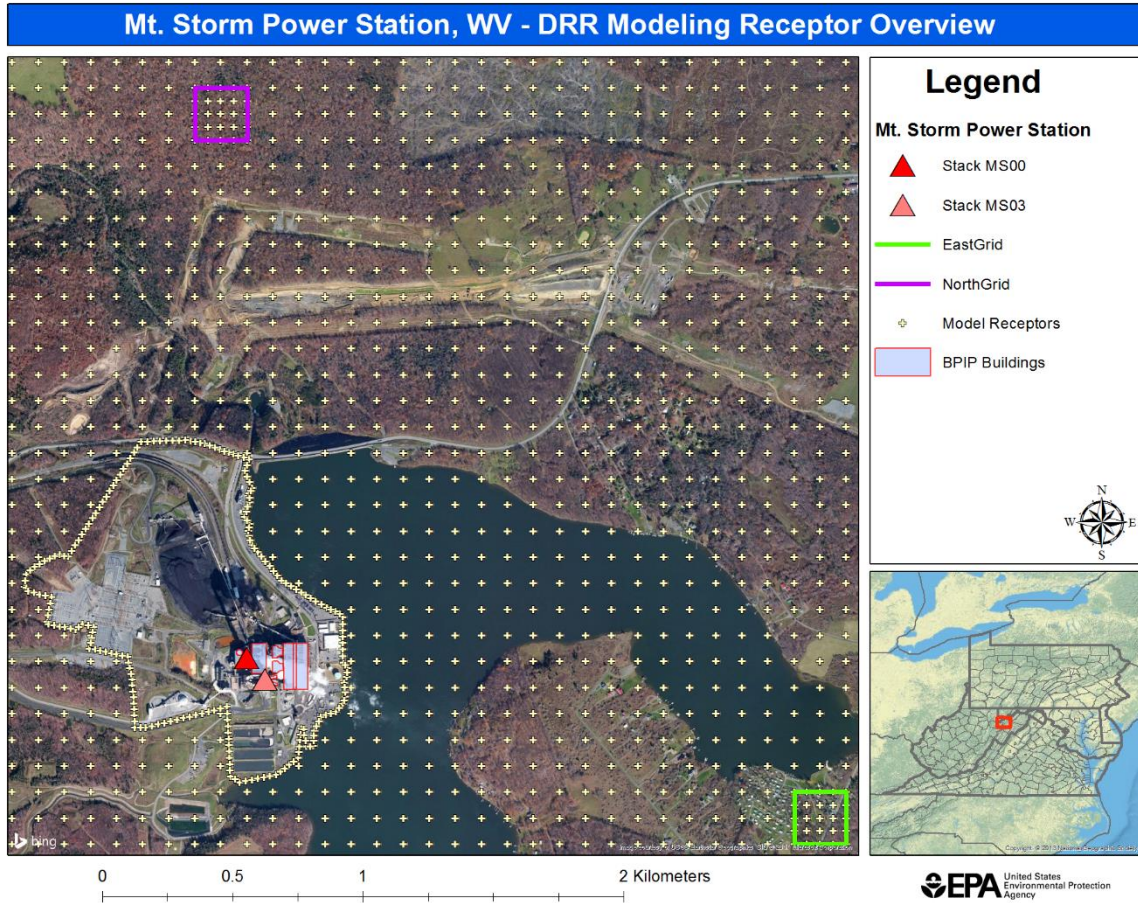 Mt. Storm Power Station, WV - DRR Modeling Receptor Overview
Legend
Mt. Storm Power Station
Stack MS00
Stack MS03
EastGrid
NorthGrid
Model Receptors
BPIP Buildings
N
W
E
S
bing
0
0.5
1
2 Kilometers
EPA
United States
Environmental Protection
Agency